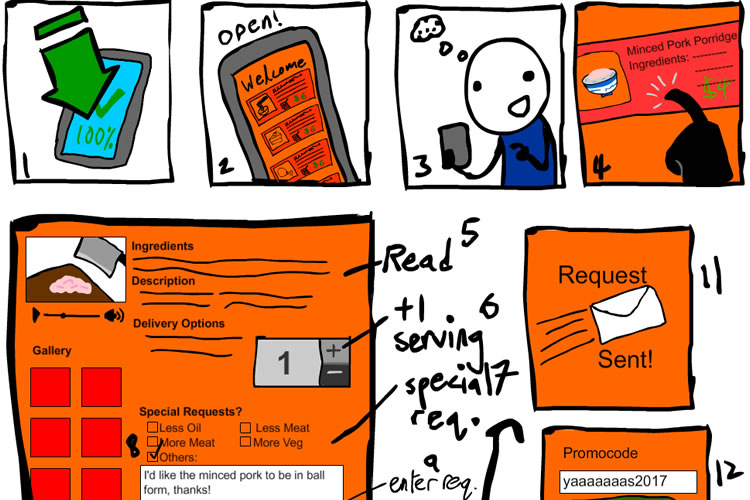 100%
1
open!
Welcome
$6
$6
$6
2
3
Minced Pork Porridge
Ingredients:
$4
4
Ingredients
Description
Delivery Options
Gallery
1
+
-
Special Requests?
Less Oil
Less Meat
More Meat
More Veg
Others:
I'd like the minced pork to be in ball
form, thanks!
Read 5
+1 6
serving
special 7
req.
8
9
enter req.
Request
Sent!
11
Promocode
yaaaaaaas2017
12